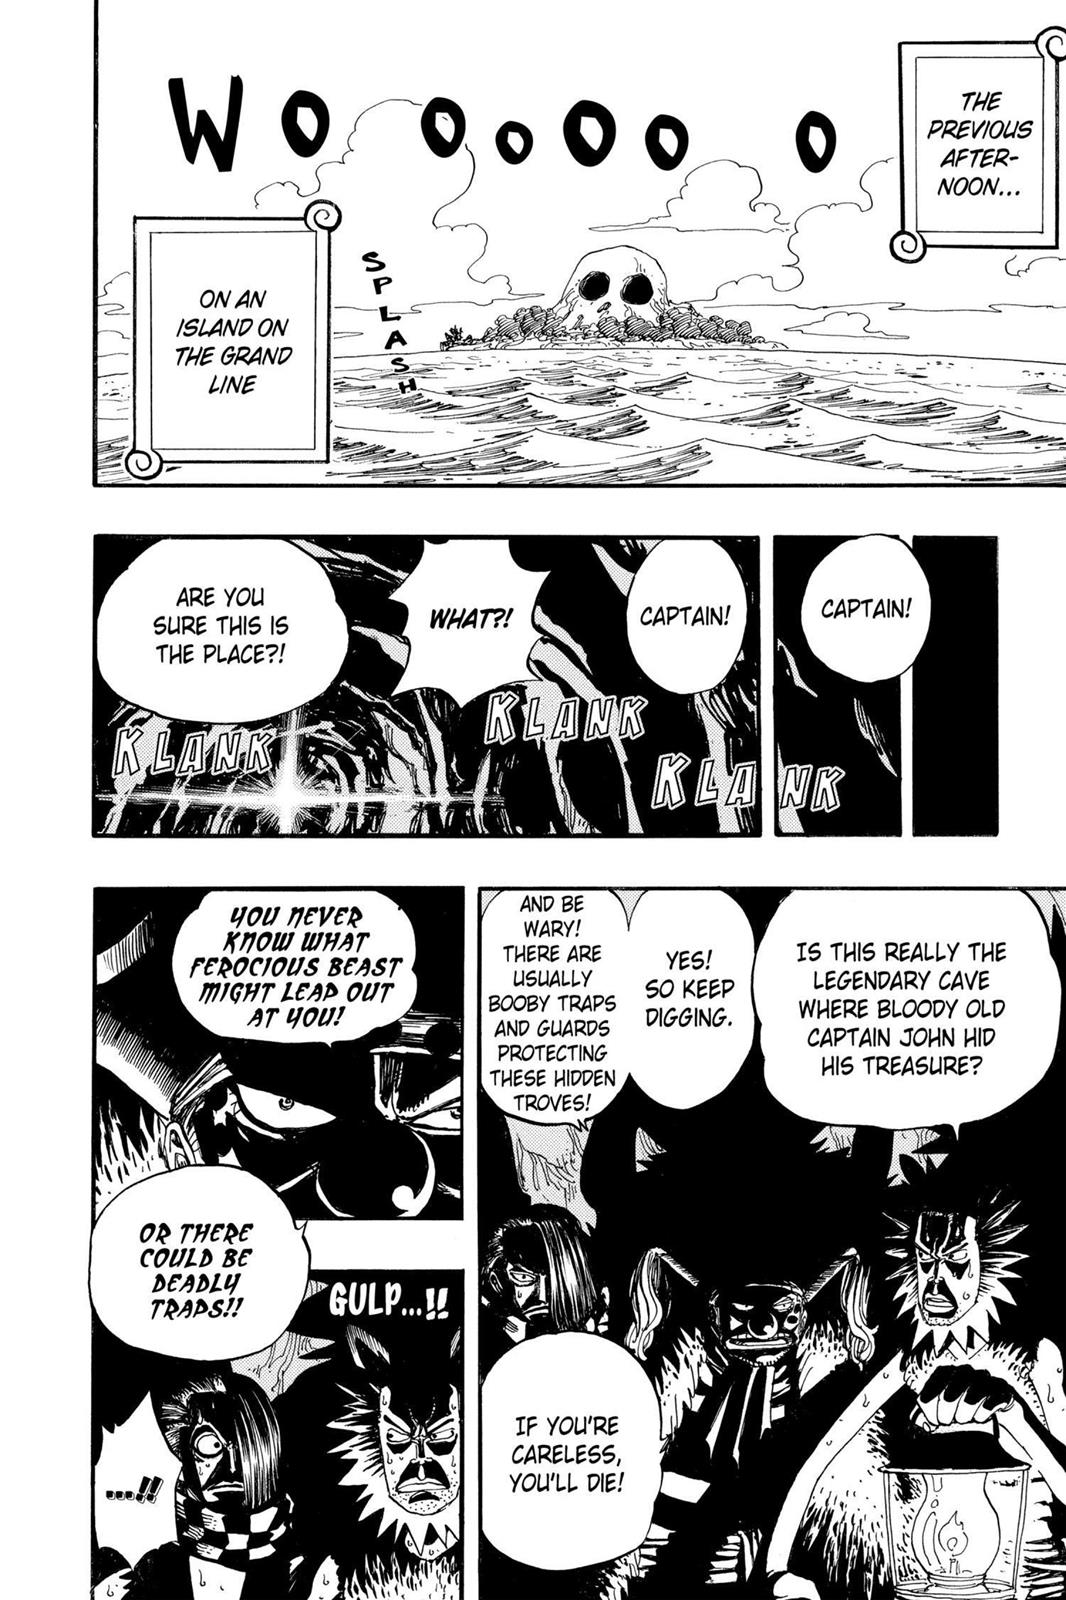 THE
PREVIOUS
AFTER-
NOON...
WOOOOOO O
ON AN
ISLAND ON
THE GRAND
LINE
SPLASH
CAPTAIN!
CAPTAIN!
WHAT?!
ARE YOU
SURE THIS IS
THE PLACE?!
KLANK
KLANK
KLANK
IS THIS REALLY THE
LEGENDARY CAVE
WHERE BLOODY OLD
CAPTAIN JOHN HID
HIS TREASURE?
YES!
SO KEEP
DIGGING.
AND BE
WARY!
THERE ARE
USUALLY
BOOBY TRAPS
AND GUARDS
PROTECTING
THESE HIDDEN
TROVES!
IF YOU'RE
CARELESS,
YOU'LL DIE!
YOU NEVER
KNOW WHAT
FEROCIOUS BEAST
MIGHT LEAP OUT
AT YOU!
OR THERE
COULD BE
DEADLY
TRAPS!!
GULP...!!
...!!